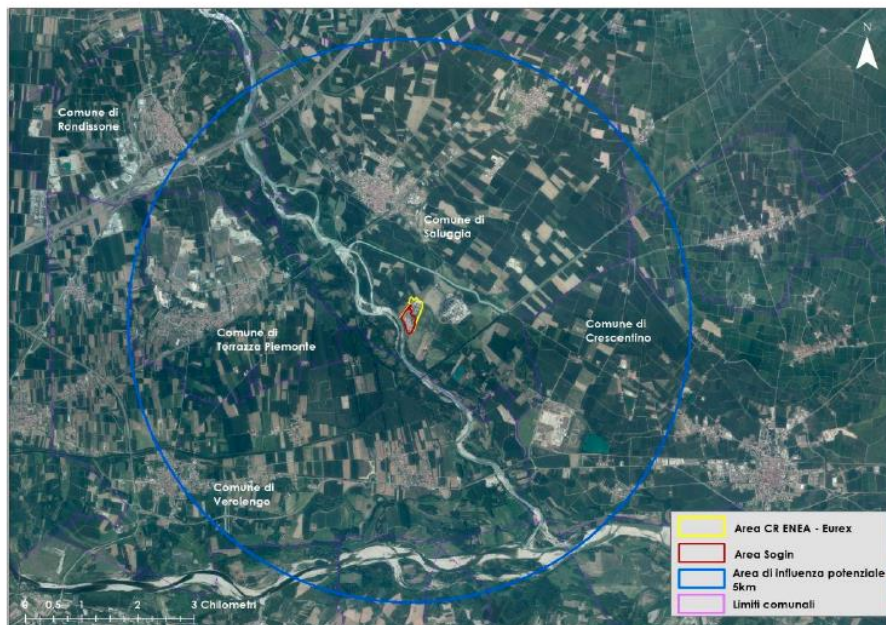 N
Comune di
Rondissone
Comune di
Saluggia
Comune di
Torrazza Piemonte
Comune di
Crescentino
Comune di
Verolengo
Area CR ENEA - Eurex
Area Sogin
Area di influenza potenziale
5km
Limiti comunali
0 0,5 1 2 3 Chilometri